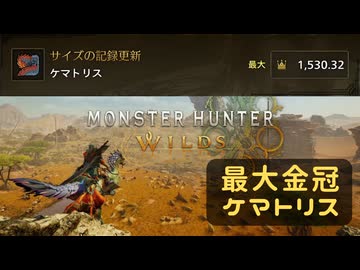 サイズの記録更新
ケマトリス
最大 1,530.32
MONSTER HUNTER
WILDS
最大金冠
ケマトリス